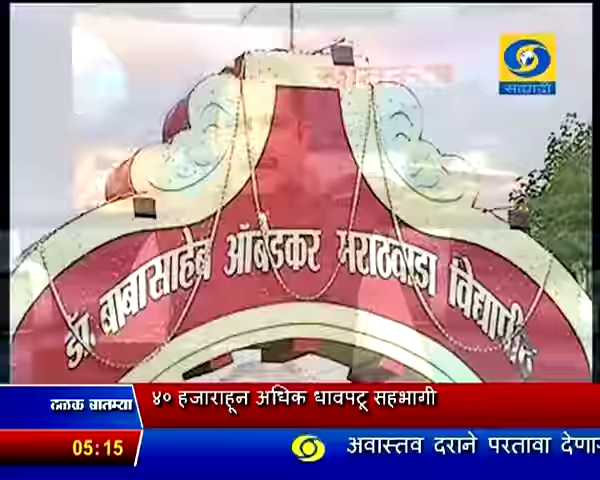 सह्याद्री
डॉ. बाबासाहेब आंबेडकर मराठवाडा विद्यापीठ
ठळक बातम्या
४० हजाराहून अधिक धावपटू सहभागी
05:15
अवास्तव दराने परतावा देणा